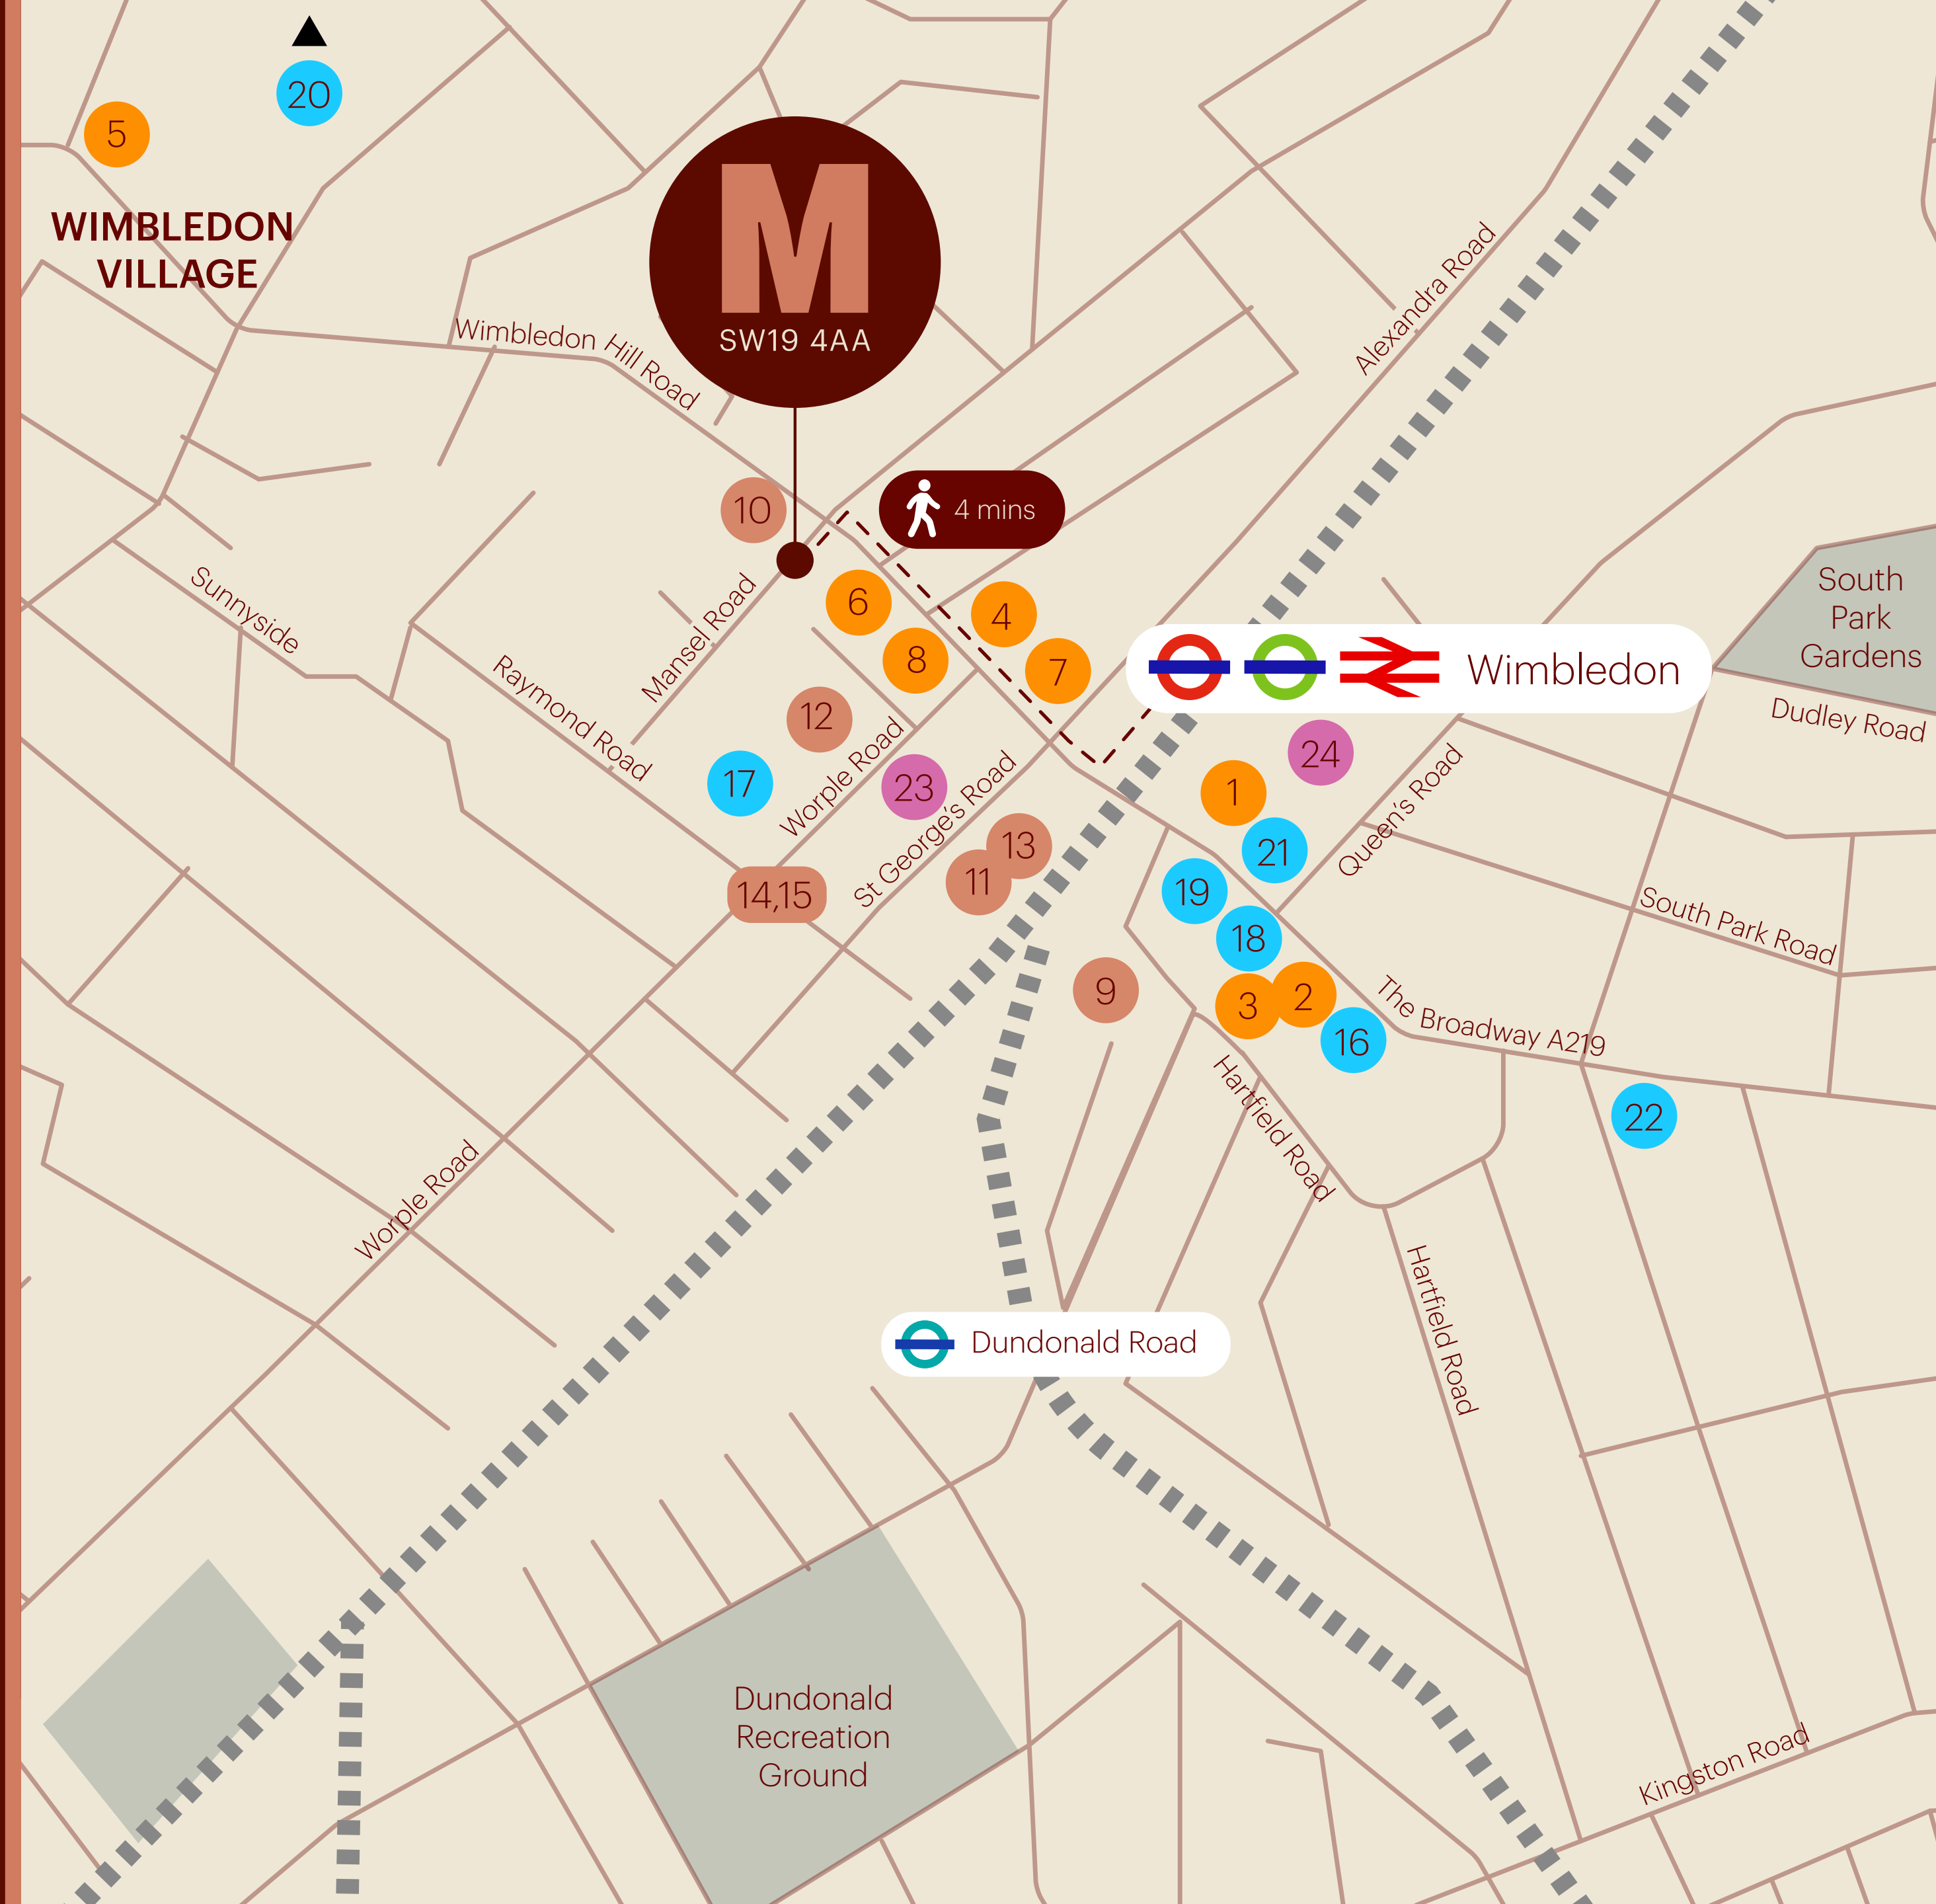 20
5
WIMBLEDON
VILLAGE
M
SW19 4AA
Wimbledon Hill Road
Alexandra Road
10
4 mins
Sunnyside
Mansel Road
6
4
8
7
Wimbledon
South
Park
Gardens
Dudley Road
Raymond Road
12
17
Worple Road
23
St George's Road
24
1
Queen's Road
21
13
11
14,15
19
18
South Park Road
9
3
2
16
The Broadway A219
22
Hartfield Road
Worple Road
Hartfield Road
Dundonald Road
Dundonald
Recreation
Ground
Kingston Road